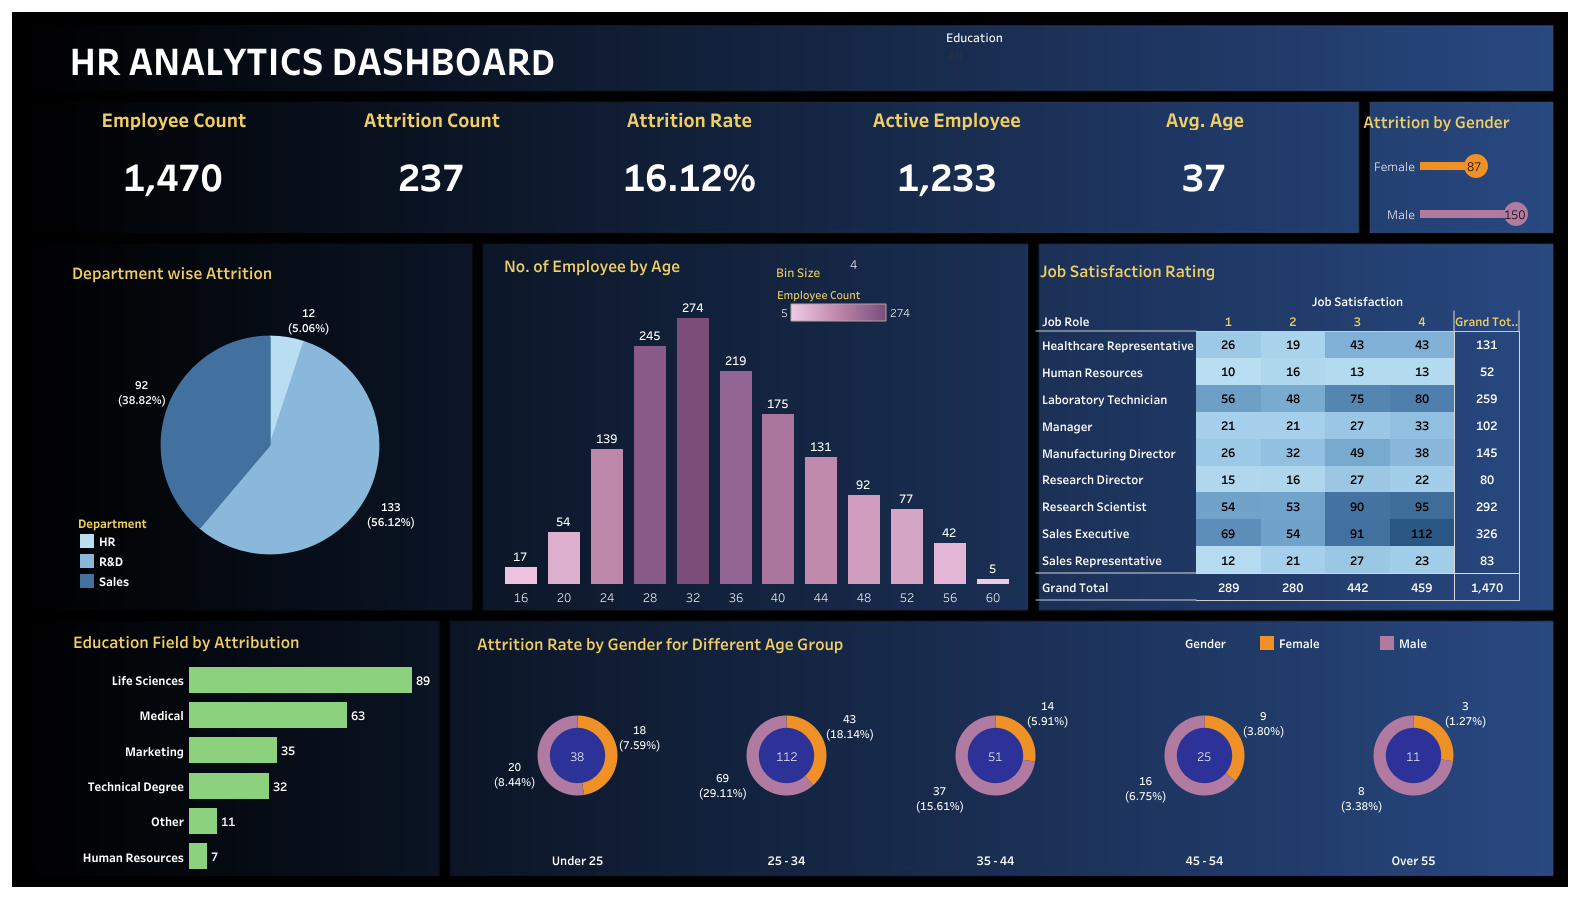 Education
HR ANALYTICS DASHBOARD
Employee Count
Attrition Count
Attrition Rate
Active Employee
Avg. Age
1,470
237
16.12%
1,233
37
Attrition by Gender
Female 87
Male 150
Department wise Attrition
12
(5.06%)
92
(38.82%)
133
(56.12%)
Department
HR
R&D
Sales
No. of Employee by Age
Bin Size 4
Employee Count
5 274
17 54 139 245 274 219 175 131 92 77 42 5
16 20 24 28 32 36 40 44 48 52 56 60
Job Satisfaction Rating
Job Satisfaction
Job Role 1 2 3 4 Grand Tot..
Healthcare Representative 26 19 43 43 131
Human Resources 10 16 13 13 52
Laboratory Technician 56 48 75 80 259
Manager 21 21 27 33 102
Manufacturing Director 26 32 49 38 145
Research Director 15 16 27 22 80
Research Scientist 54 53 90 95 292
Sales Executive 69 54 91 112 326
Sales Representative 12 21 27 23 83
Grand Total 289 280 442 459 1,470
Education Field by Attribution
Life Sciences 89
Medical 63
Marketing 35
Technical Degree 32
Other 11
Human Resources 7
Attrition Rate by Gender for Different Age Group
Gender Female Male
18
(7.59%)
38
20
(8.44%)
Under 25
43
(18.14%)
112
69
(29.11%)
25 - 34
14
(5.91%)
51
37
(15.61%)
35 - 44
9
(3.80%)
25
16
(6.75%)
45 - 54
3
(1.27%)
11
8
(3.38%)
Over 55